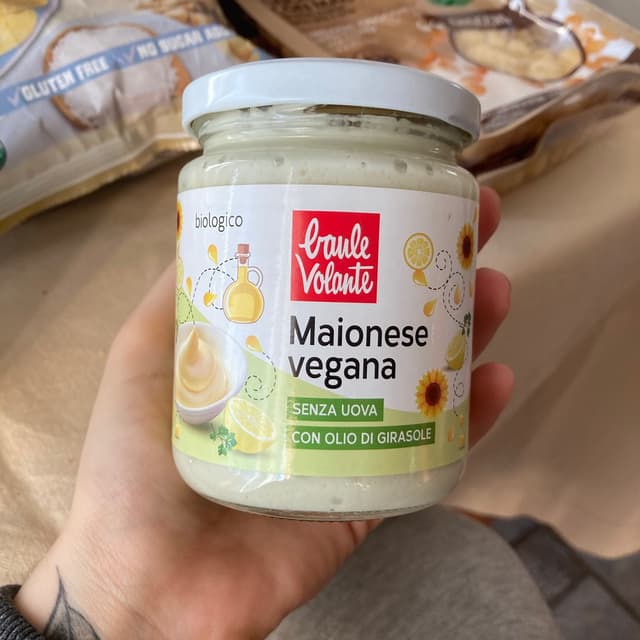 GLUTEN FREE
NO SUGAR
biologico
baule
volante
Maionese
vegana
SENZA UOVA
CON OLIO DI GIRASOLE